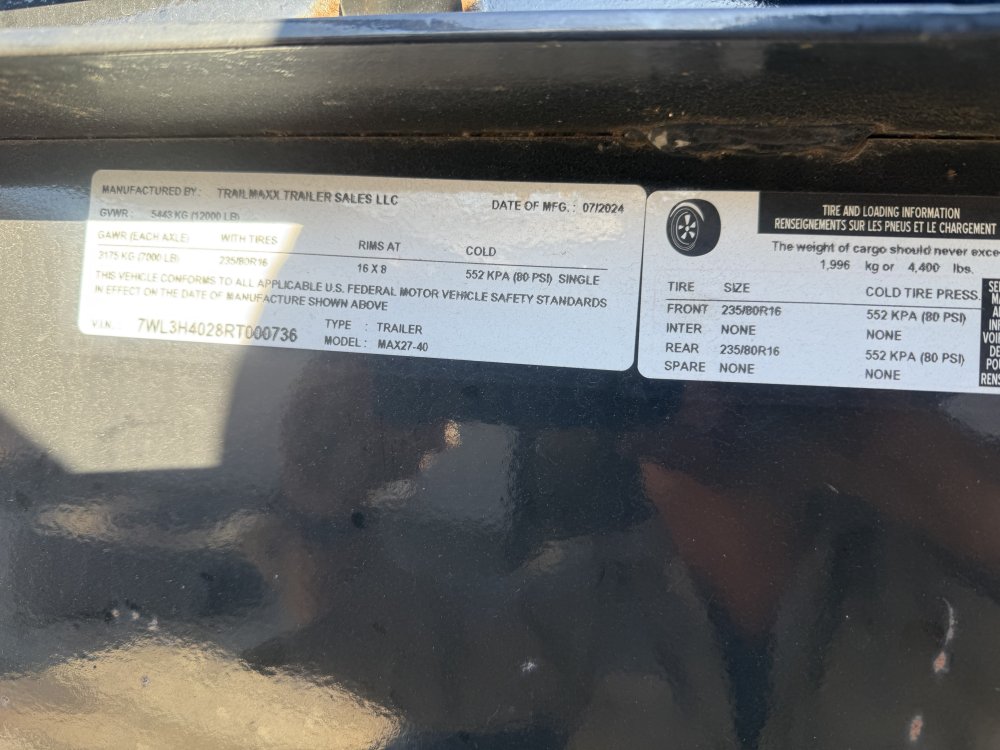 MANUFACTURED BY: TRAILMAXX TRAILER SALES LLC
DATE OF MFG.: 07/2024
GVWR: 5443 KG (12000 LB)
GAWR (EACH AXLE) WITH TIRES RIMS AT COLD
3175 KG (7000 LB) 235/80R16 16 X 8 552 KPA (80 PSI) SINGLE
THIS VEHICLE CONFORMS TO ALL APPLICABLE U.S. FEDERAL MOTOR VEHICLE SAFETY STANDARDS
IN EFFECT ON THE DATE OF MANUFACTURE SHOWN ABOVE
V.I.N.: 7WL3H4028RT000736
TYPE : TRAILER
MODEL: MAX27-40
TIRE AND LOADING INFORMATION
RENSEIGNEMENTS SUR LES PNEUS ET LE CHARGEMENT
The weight of cargo should never exce
1,996 kg or 4,400 lbs.
TIRE SIZE COLD TIRE PRESS.
FRONT 235/80R16 552 KPA (80 PSI)
INTER NONE NONE
REAR 235/80R16 552 KPA (80 PSI)
SPARE NONE NONE